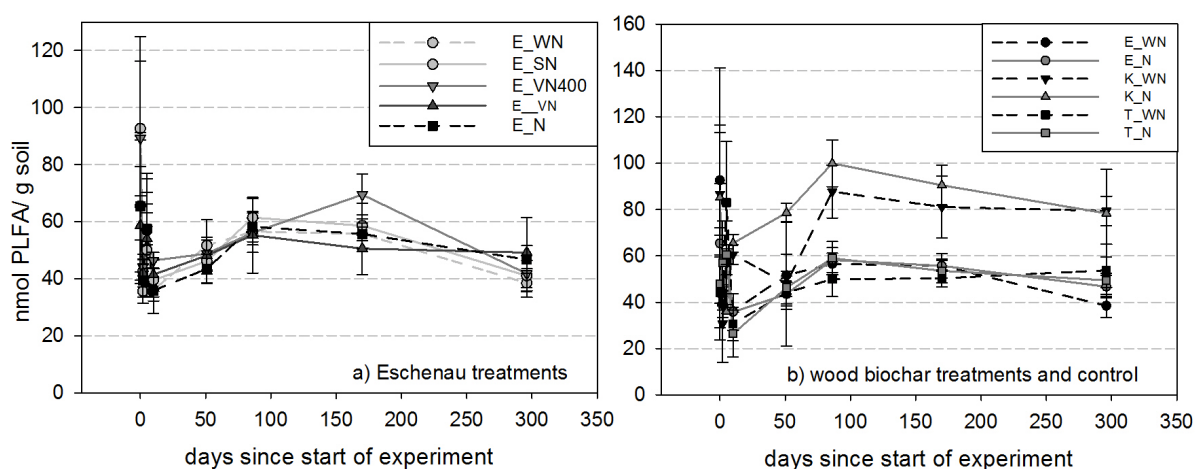 nmol PLFA/ g soil
120
100
80
60
40
20
0
E_WN
E_SN
E_VN400
E__VN
E_N
a) Eschenau treatments
0 50 100 150 200 250 300 350
days since start of experiment
160
140
120
100
80
60
40
20
0
E_WN
E_N
K_WN
K_N
T_WN
T_N
b) wood biochar treatments and control
0 50 100 150 200 250 300 350
days since start of experiment